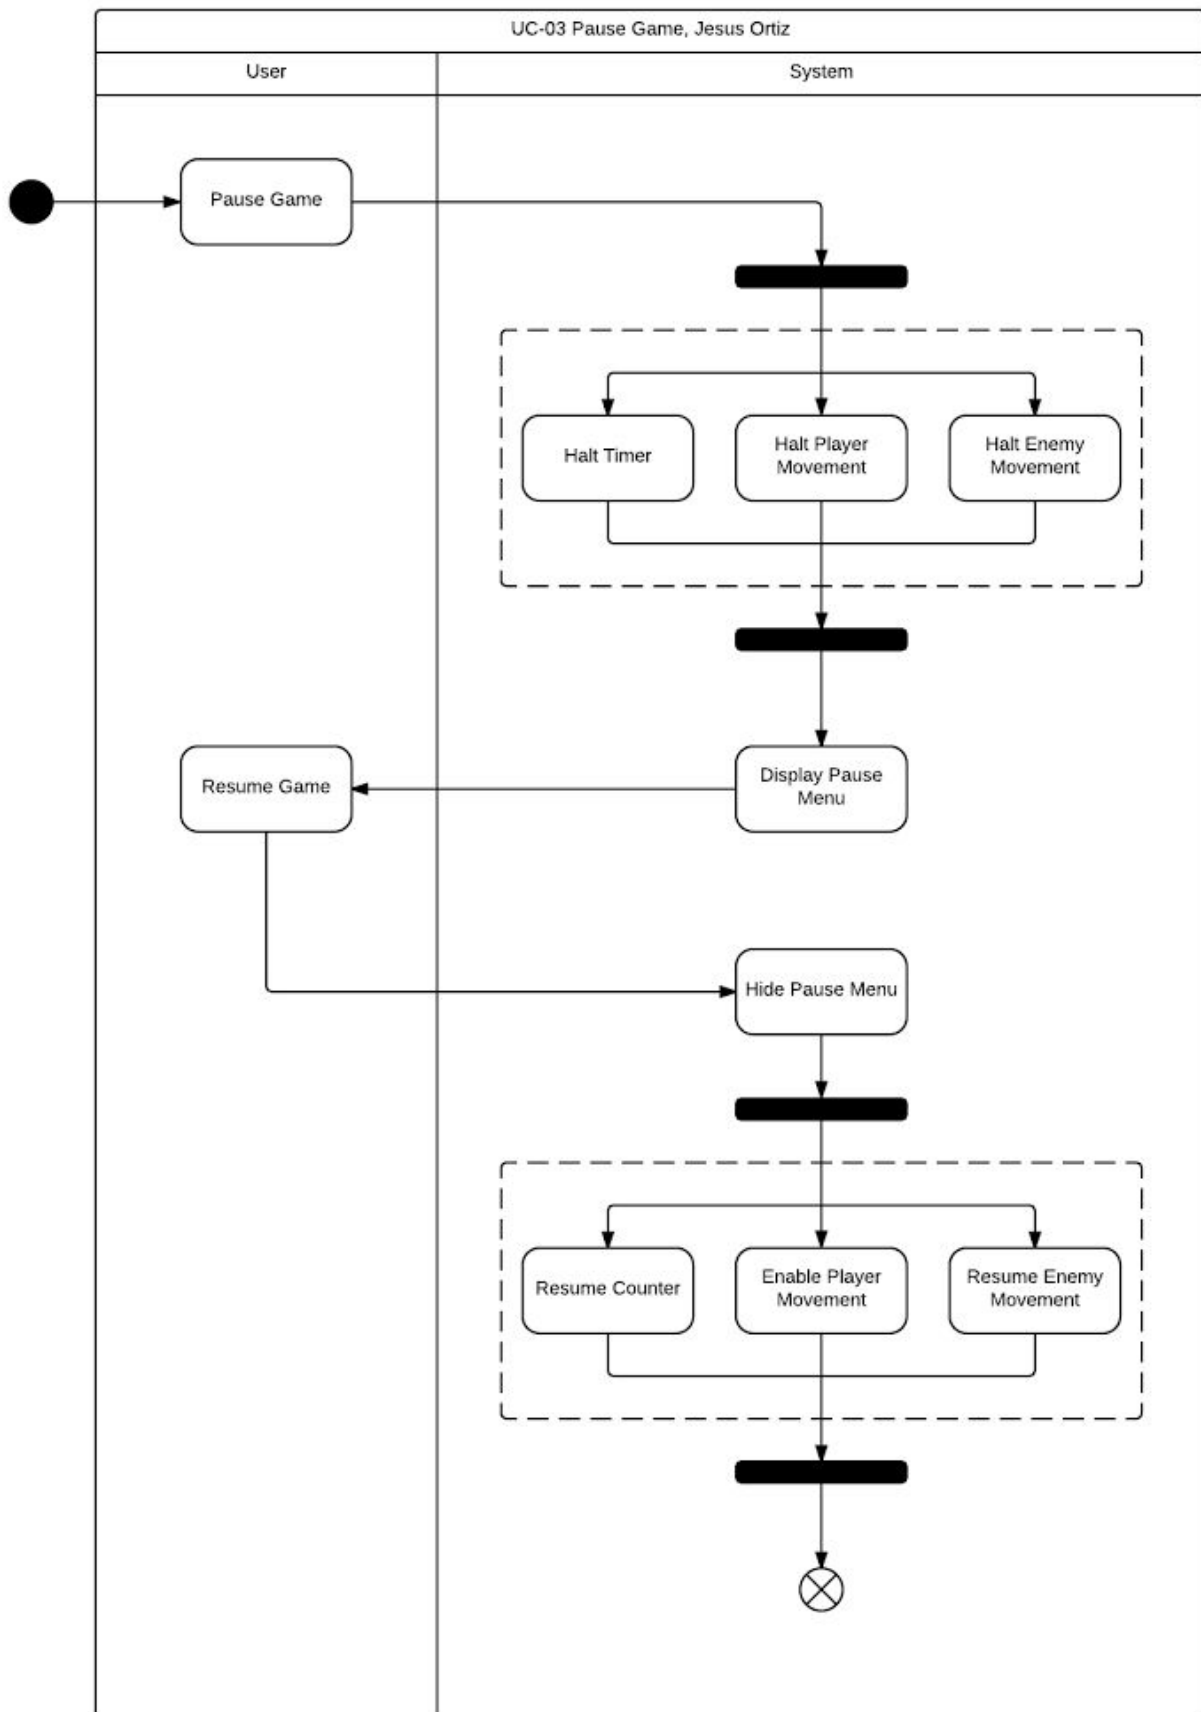 UC-03 Pause Game, Jesus Ortiz
User
System
Pause Game
Halt Timer
Halt Player
Movement
Halt Enemy
Movement
Resume Game
Display Pause
Menu
Hide Pause Menu
Resume Counter
Enable Player
Movement
Resume Enemy
Movement